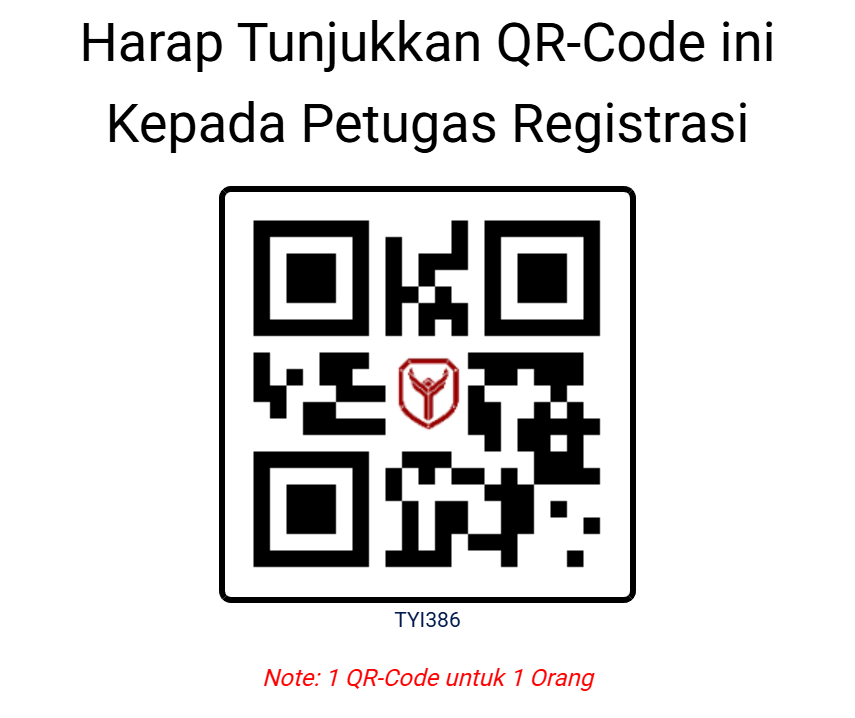 Harap Tunjukkan QR-Code ini
Kepada Petugas Registrasi
TYI386
Note: 1 QR-Code untuk 1 Orang